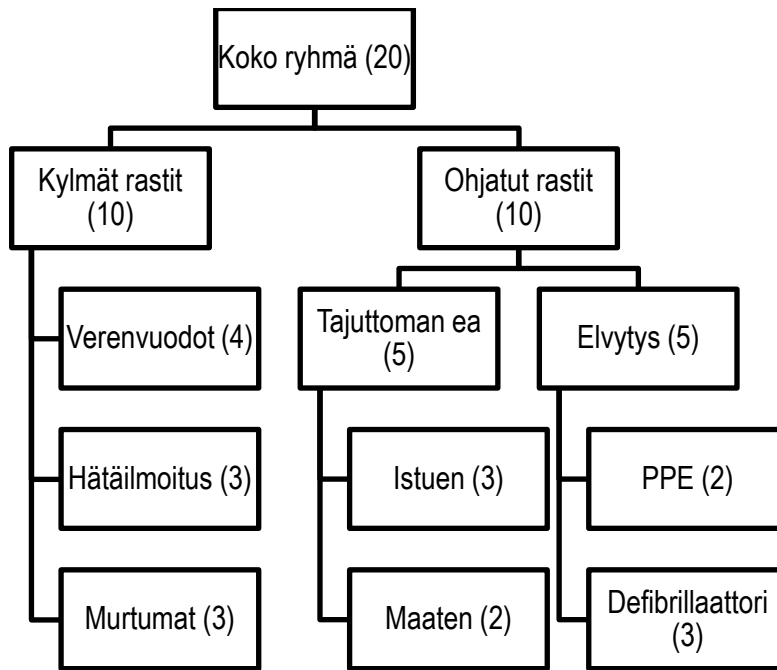 Koko ryhmä (20)
Kylmät rastit
(10)
Ohjatut rastit
(10)
Verenvuodot (4)
Hätäilmoitus (3)
Murtumat (3)
Tajuttoman ea
(5)
Elvytys (5)
Istuen (3)
Maaten (2)
PPE (2)
Defibrillaattori
(3)